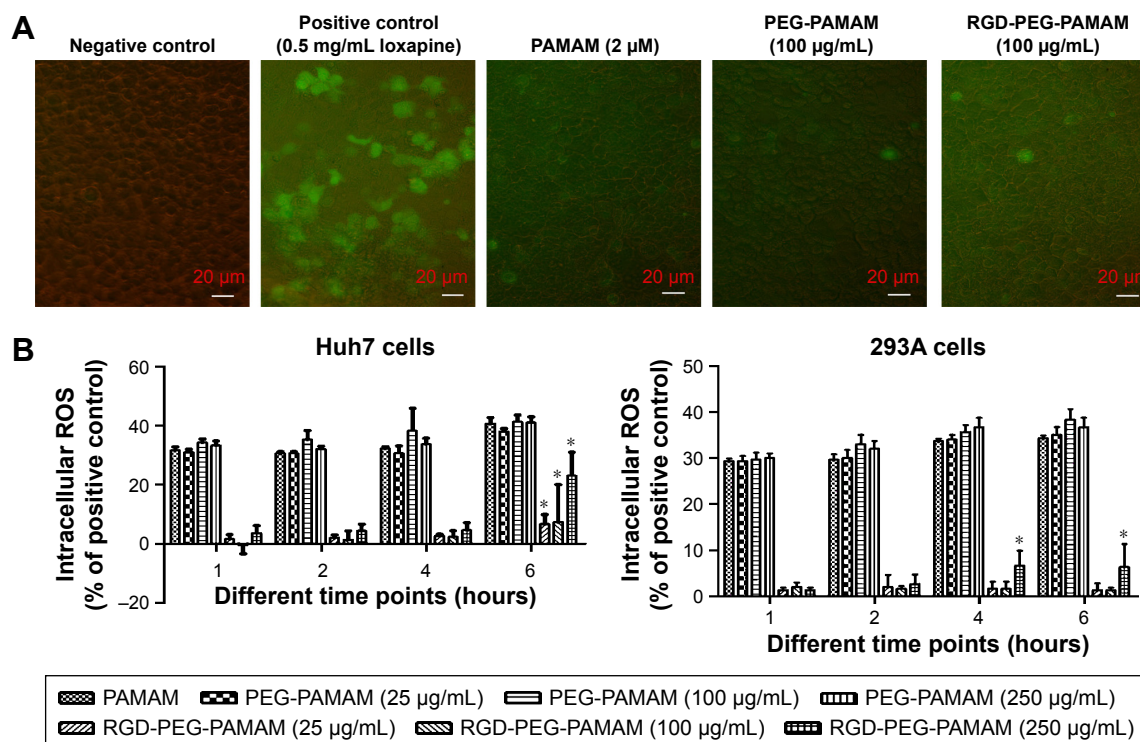 A
Negative control
Positive control
(0.5 mg/mL loxapine)
PAMAM (2 µM)
PEG-PAMAM
(100 µg/mL)
RGD-PEG-PAMAM
(100 µg/mL)
20 µm
20 µm
20 µm
20 µm
20 µm
B
Huh7 cells
Intracellular ROS
(% of positive control)
60
40
20
0
–20
*
*
*
1
2
4
6
Different time points (hours)
293A cells
Intracellular ROS
(% of positive control)
50
40
30
20
10
0
*
*
1
2
4
6
Different time points (hours)
PAMAM
PEG-PAMAM (25 µg/mL)
PEG-PAMAM (100 µg/mL)
PEG-PAMAM (250 µg/mL)
RGD-PEG-PAMAM (25 µg/mL)
RGD-PEG-PAMAM (100 µg/mL)
RGD-PEG-PAMAM (250 µg/mL)